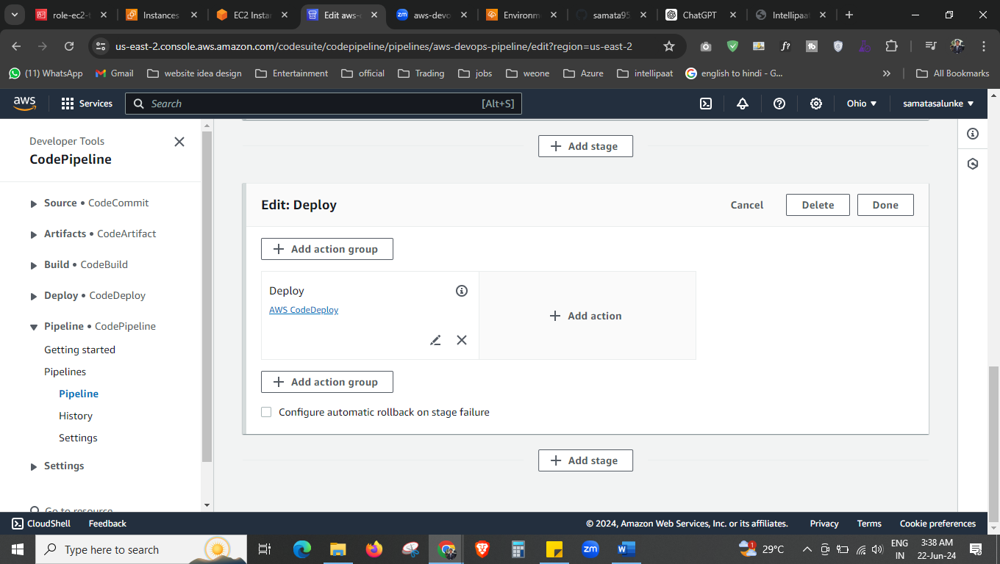 role-ec2-
Instances
EC2 Instar
Edit aws-
zm aws-devo
Environm
samata95
ChatGPT
Intellipaa
us-east-2.console.aws.amazon.com/codesuite/codepipeline/pipelines/aws-devops-pipeline/edit?region=us-east-2
(11) WhatsApp
Gmail
website idea design
Entertainment
official
Trading
jobs
weone
Azure
intellipaat
english to hindi - G...
All Bookmarks
aws
Services
Search
[Alt+S]
Ohio
samatasalunke
Developer Tools
CodePipeline
Source • CodeCommit
Artifacts • CodeArtifact
Build • CodeBuild
Deploy • CodeDeploy
Pipeline • CodePipeline
Getting started
Pipelines
Pipeline
History
Settings
Settings
Go to resource
Add stage
Edit: Deploy
Cancel
Delete
Done
Add action group
Deploy
AWS CodeDeploy
Add action
Add action group
Configure automatic rollback on stage failure
Add stage
CloudShell
Feedback
© 2024, Amazon Web Services, Inc. or its affiliates.
Privacy
Terms
Cookie preferences
Type here to search
zm
29°C
ENG
IN
3:38 AM
22-Jun-24